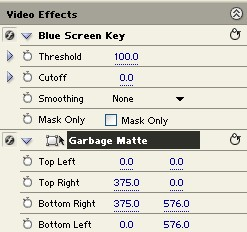 Video Effects
Blue Screen Key
Threshold 100.0
Cutoff 0.0
Smoothing None
Mask Only Mask Only
Garbage Matte
Top Left 0.0 0.0
Top Right 375.0 0.0
Bottom Right 375.0 576.0
Bottom Left 0.0 576.0